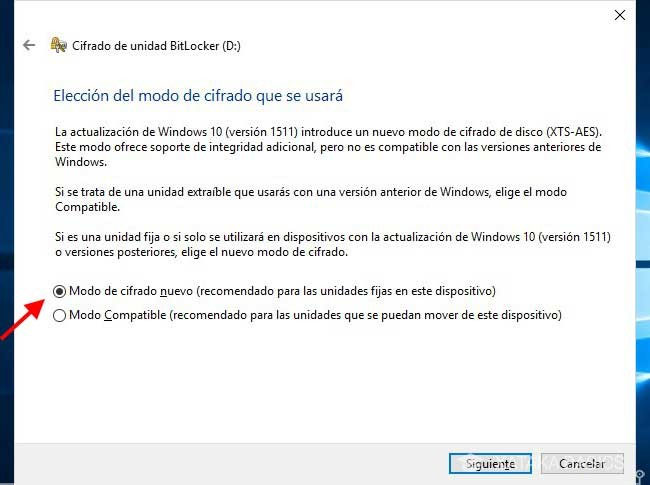 Cifrado de unidad BitLocker (D:)
Elección del modo de cifrado que se usará
La actualización de Windows 10 (versión 1511) introduce un nuevo modo de cifrado de disco (XTS-AES).
Este modo ofrece soporte de integridad adicional, pero no es compatible con las versiones anteriores de
Windows.
Si se trata de una unidad extraíble que usarás con una versión anterior de Windows, elige el modo
Compatible.
Si es una unidad fija o si solo se utilizará en dispositivos con la actualización de Windows 10 (versión 1511)
o versiones posteriores, elige el nuevo modo de cifrado.
Modo de cifrado nuevo (recomendado para las unidades fijas en este dispositivo)
Modo Compatible (recomendado para las unidades que se puedan mover de este dispositivo)
Siguiente
Cancelar